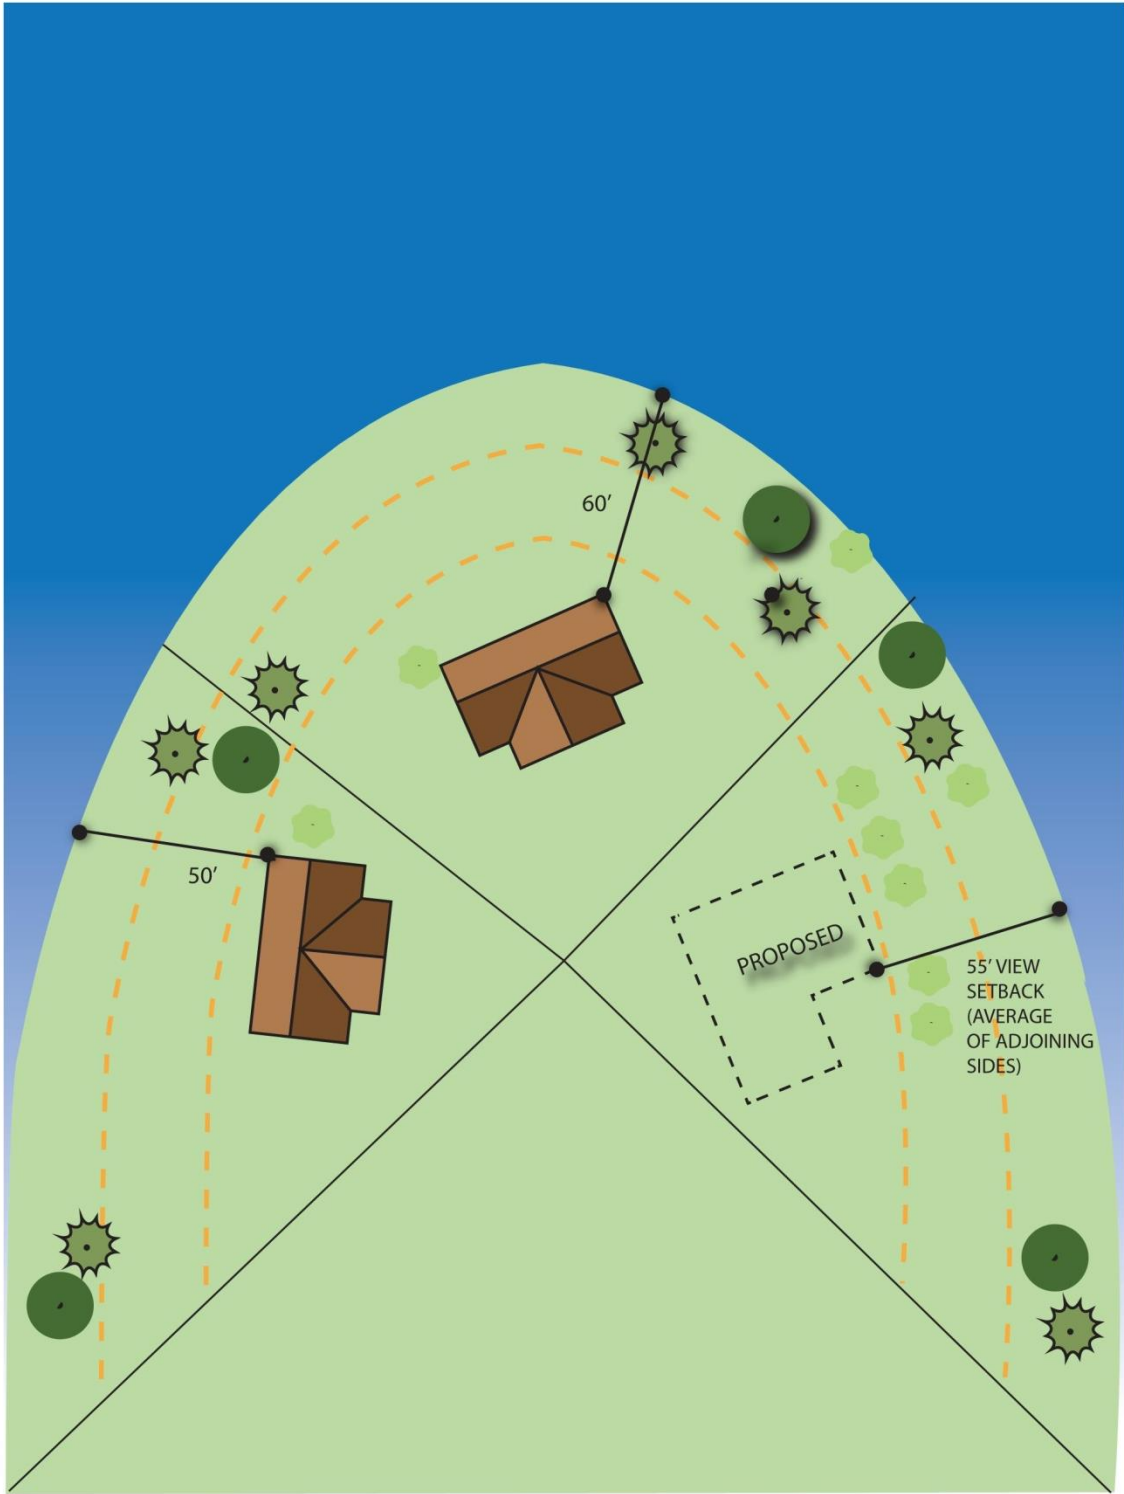 60’
50’
PROPOSED
55’ VIEW
SETBACK
(AVERAGE
OF ADJOINING
SIDES)